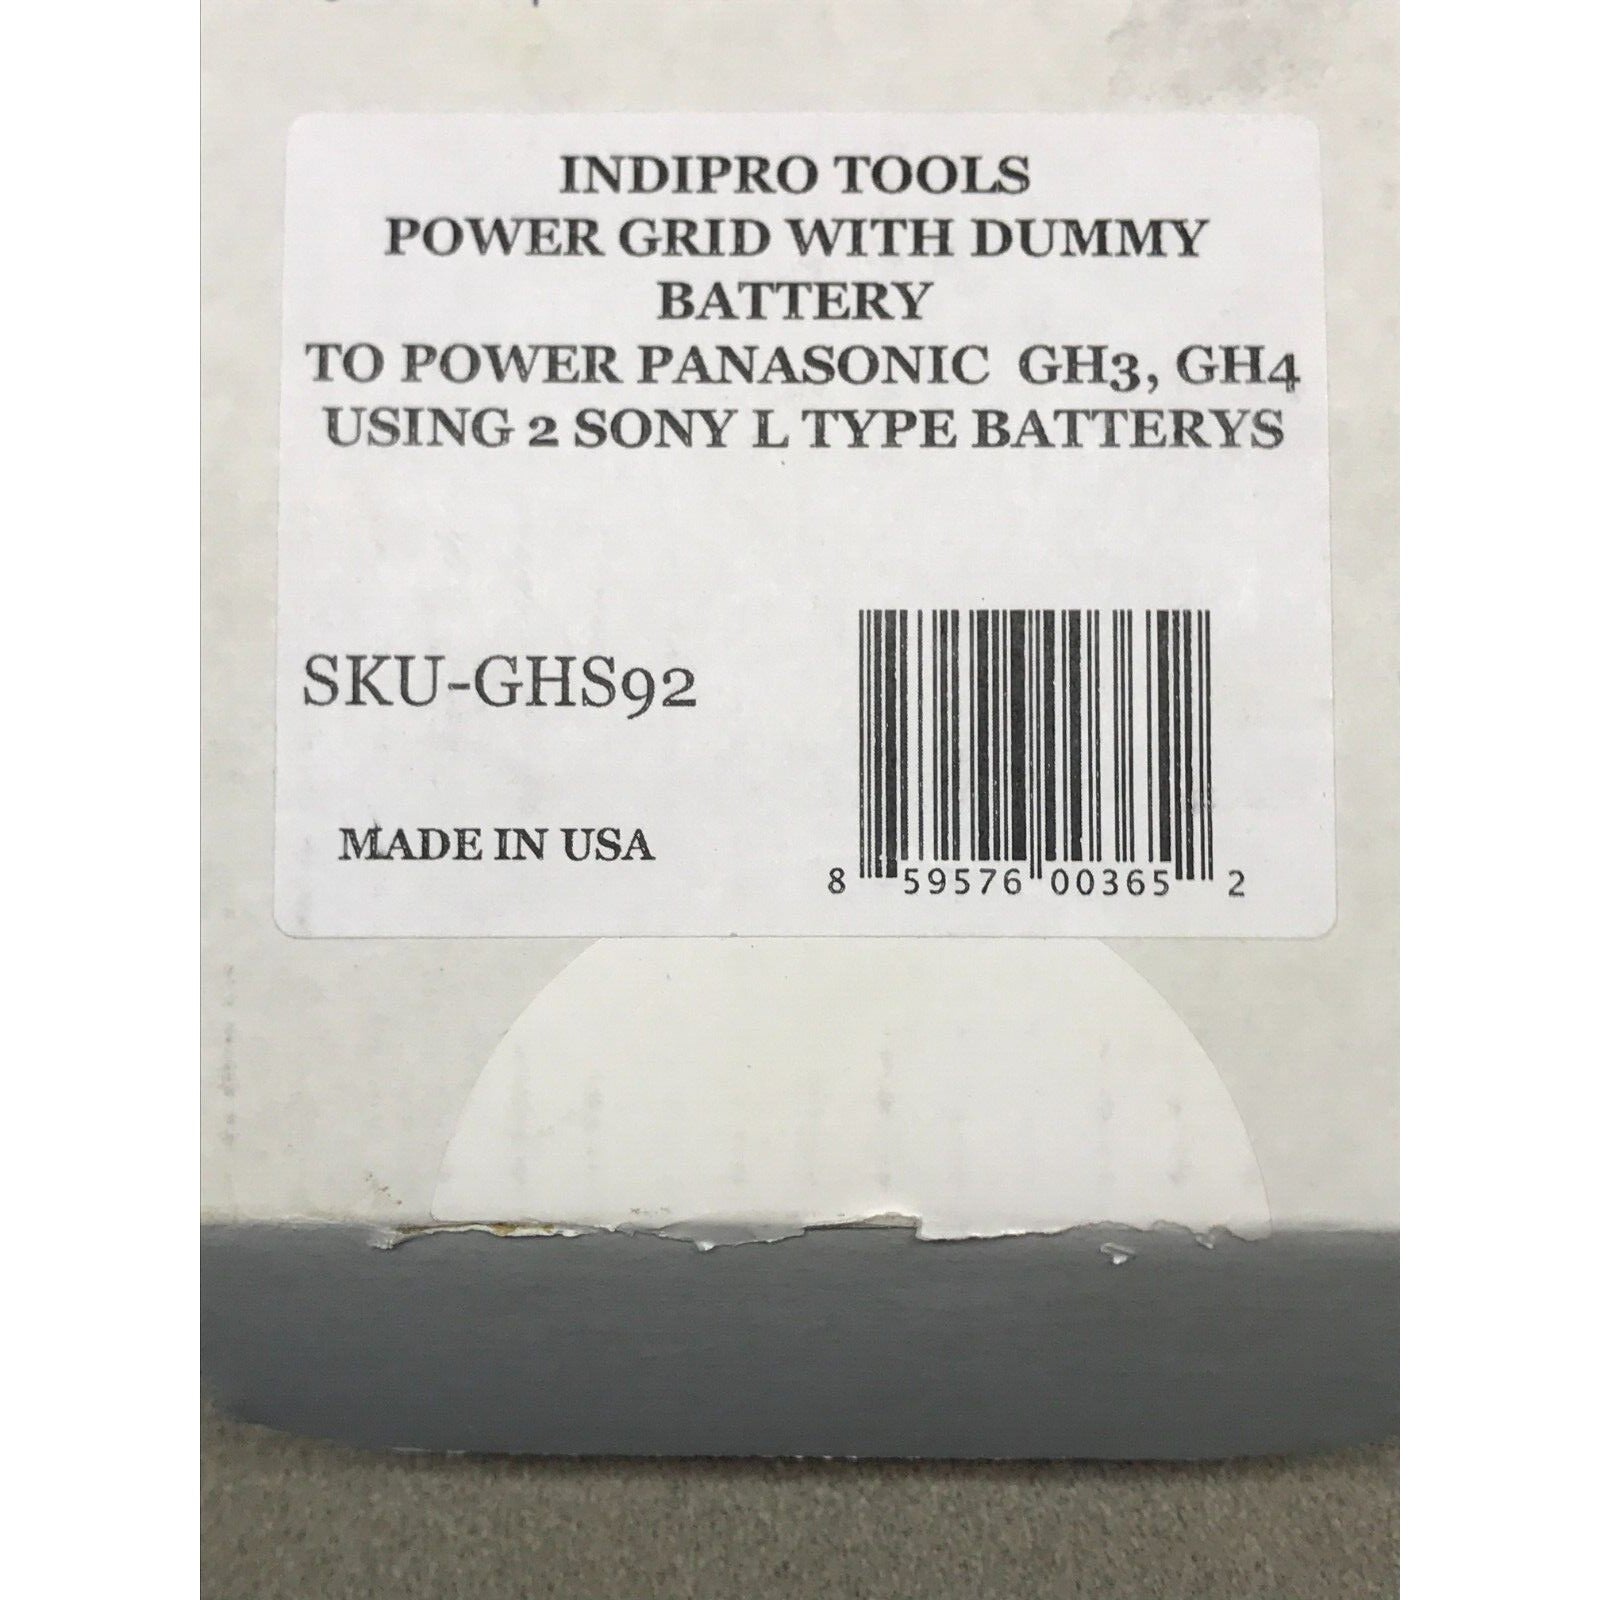 INDIPRO TOOLS
POWER GRID WITH DUMMY
BATTERY
TO POWER PANASONIC GH3, GH4
USING 2 SONY L TYPE BATTERYS
SKU-GHS92
MADE IN USA
8 59576 00365 2